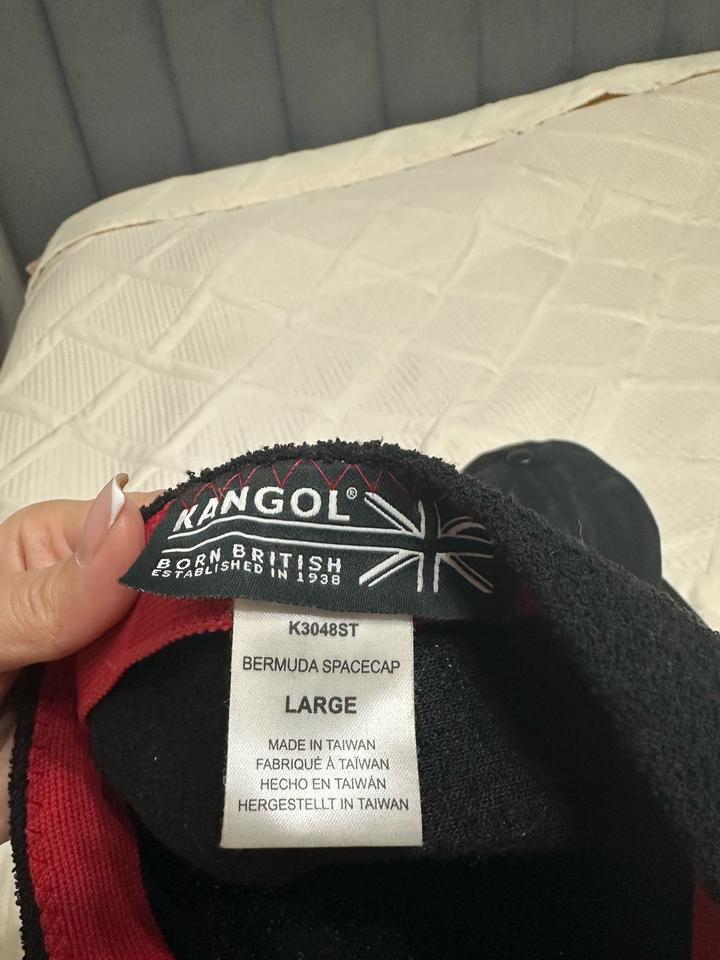 KANGOL®
BORN BRITISH
ESTABLISHED IN 1938
K3048ST
BERMUDA SPACECAP
LARGE
MADE IN TAIWAN
FABRIQUÉ À TAÏWAN
HECHO EN TAIWÁN
HERGESTELLT IN TAIWAN